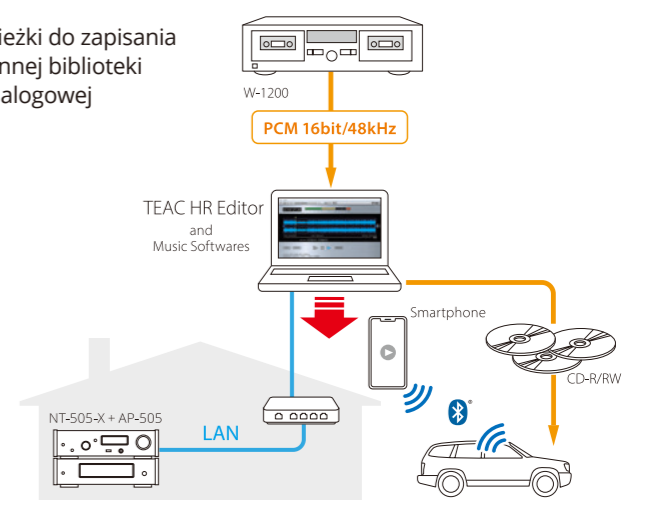 ieżki do zapisania
nnej biblioteki
alogowej
W-1200
PCM 16bit/48kHz
TEAC HR Editor
and
Music Softwares
Smartphone
CD-R/RW
NT-505-X + AP-505
LAN